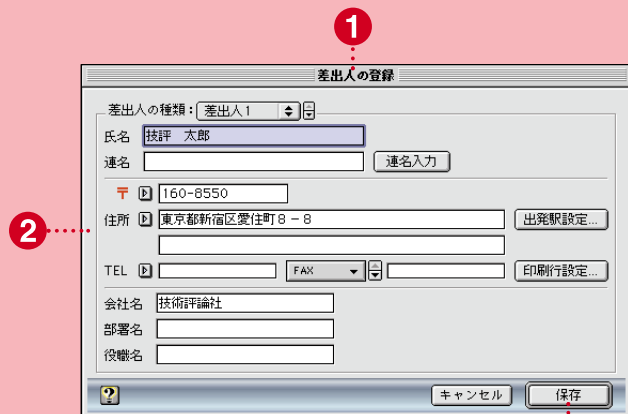 1
差出人の登録
差出人の種類： 差出人1
氏名 技評 太郎
連名 連名入力
〒 160-8550
2
住所 東京都新宿区愛住町8－8 出発駅設定...
TEL FAX 印刷行設定...
会社名 技術評論社
部署名
役職名
? キャンセル 保存